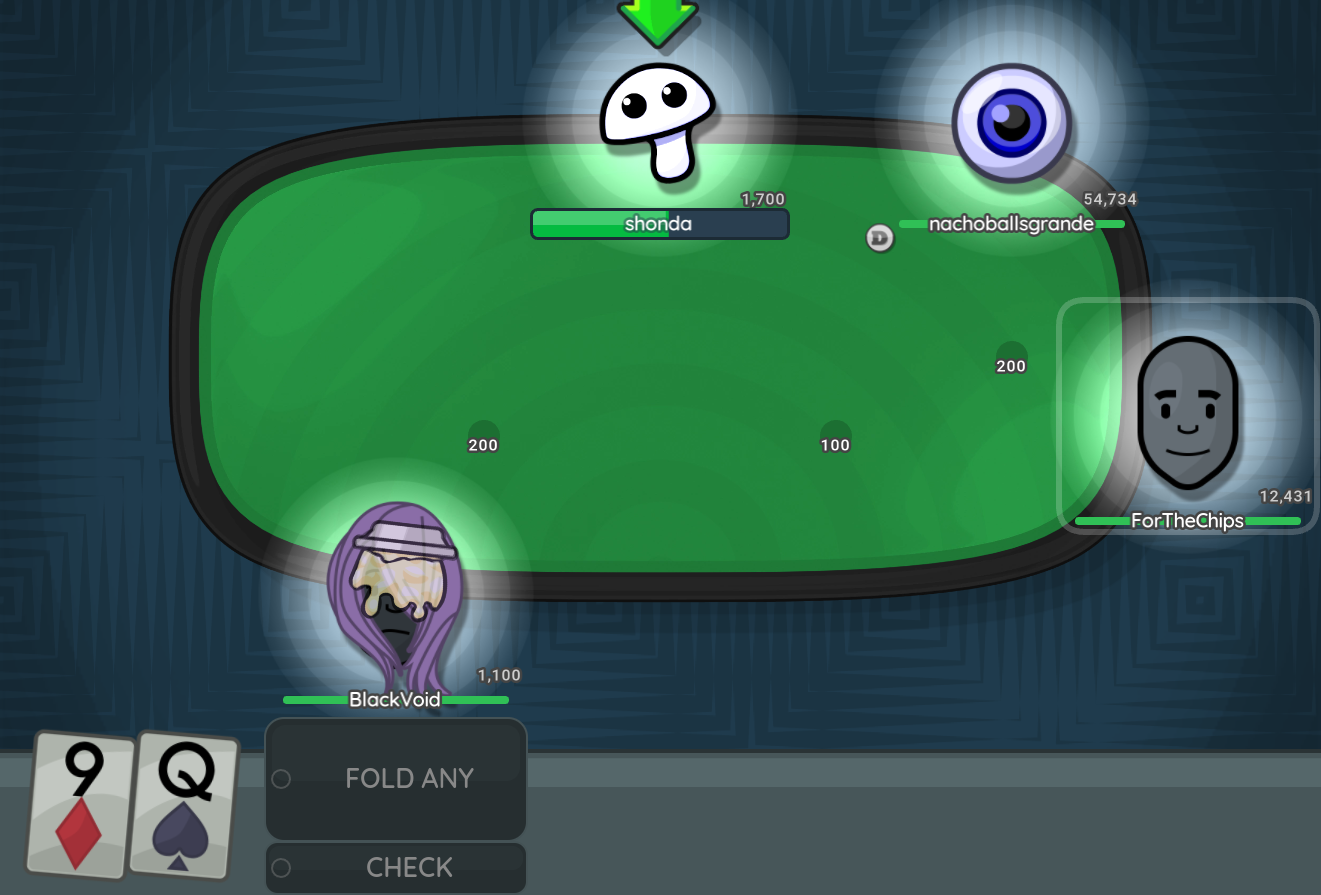 1,700
shonda
54,734
nachoballsgrande
D
200
200
100
12,431
ForTheChips
1,100
BlackVoid
9
Q
FOLD ANY
CHECK